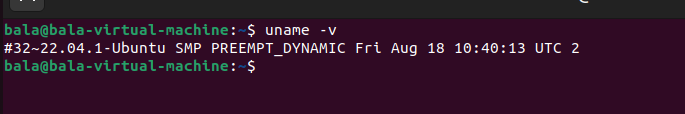 bala@bala-virtual-machine:~$ uname -v
#32~22.04.1-Ubuntu SMP PREEMPT_DYNAMIC Fri Aug 18 10:40:13 UTC 2
bala@bala-virtual-machine:~$